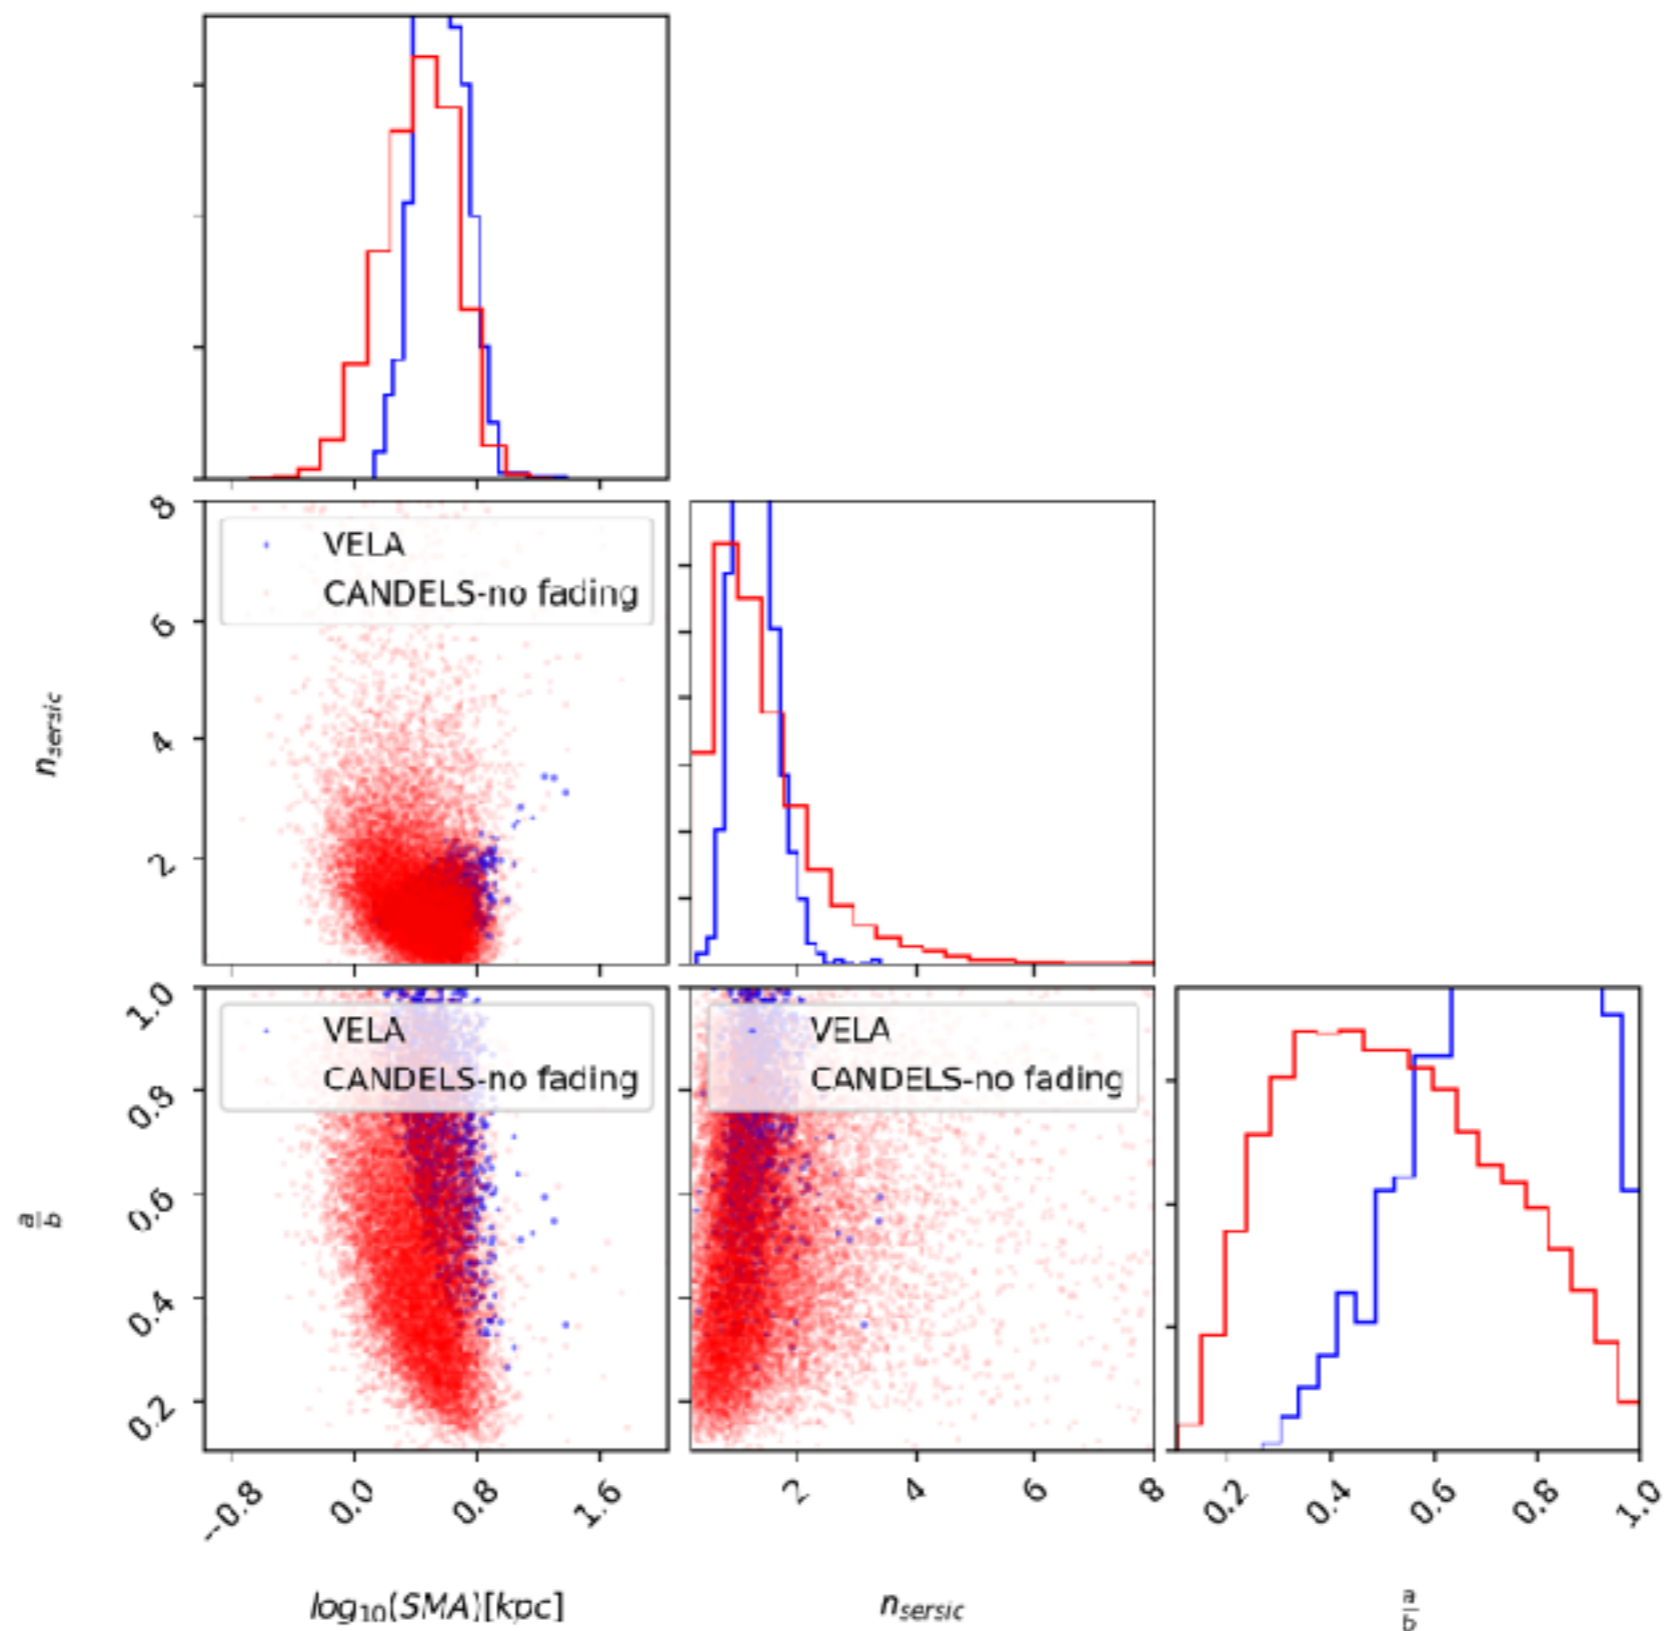 8
6
4
2
n_sersic
VELA
CANDELS-no fading
1.0
0.8
0.6
0.4
0.2
a/b
VELA
CANDELS-no fading
VELA
CANDELS-no fading
−0.8 0.0 0.8 1.6
2 4 6 8
0.2 0.4 0.6 0.8 1.0
log10(SMA)[kpc]
n_sersic
a/b